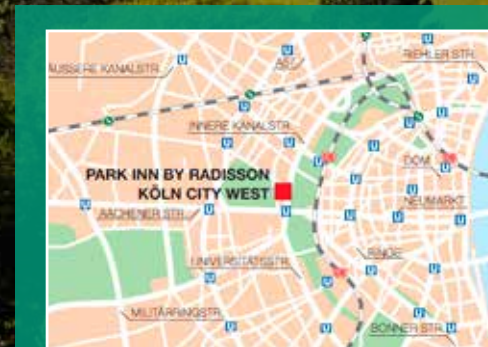 RIEHLER STR.
ÄUSSERE KANALSTR.
INNERE KANALSTR.
DOM
PARK INN BY RADISSON
KÖLN CITY WEST
NEUMARKT
AACHENER STR.
RINGE
UNIVERSITÄTSSTR.
MILITÄRRINGSTR.
BONNER STR.